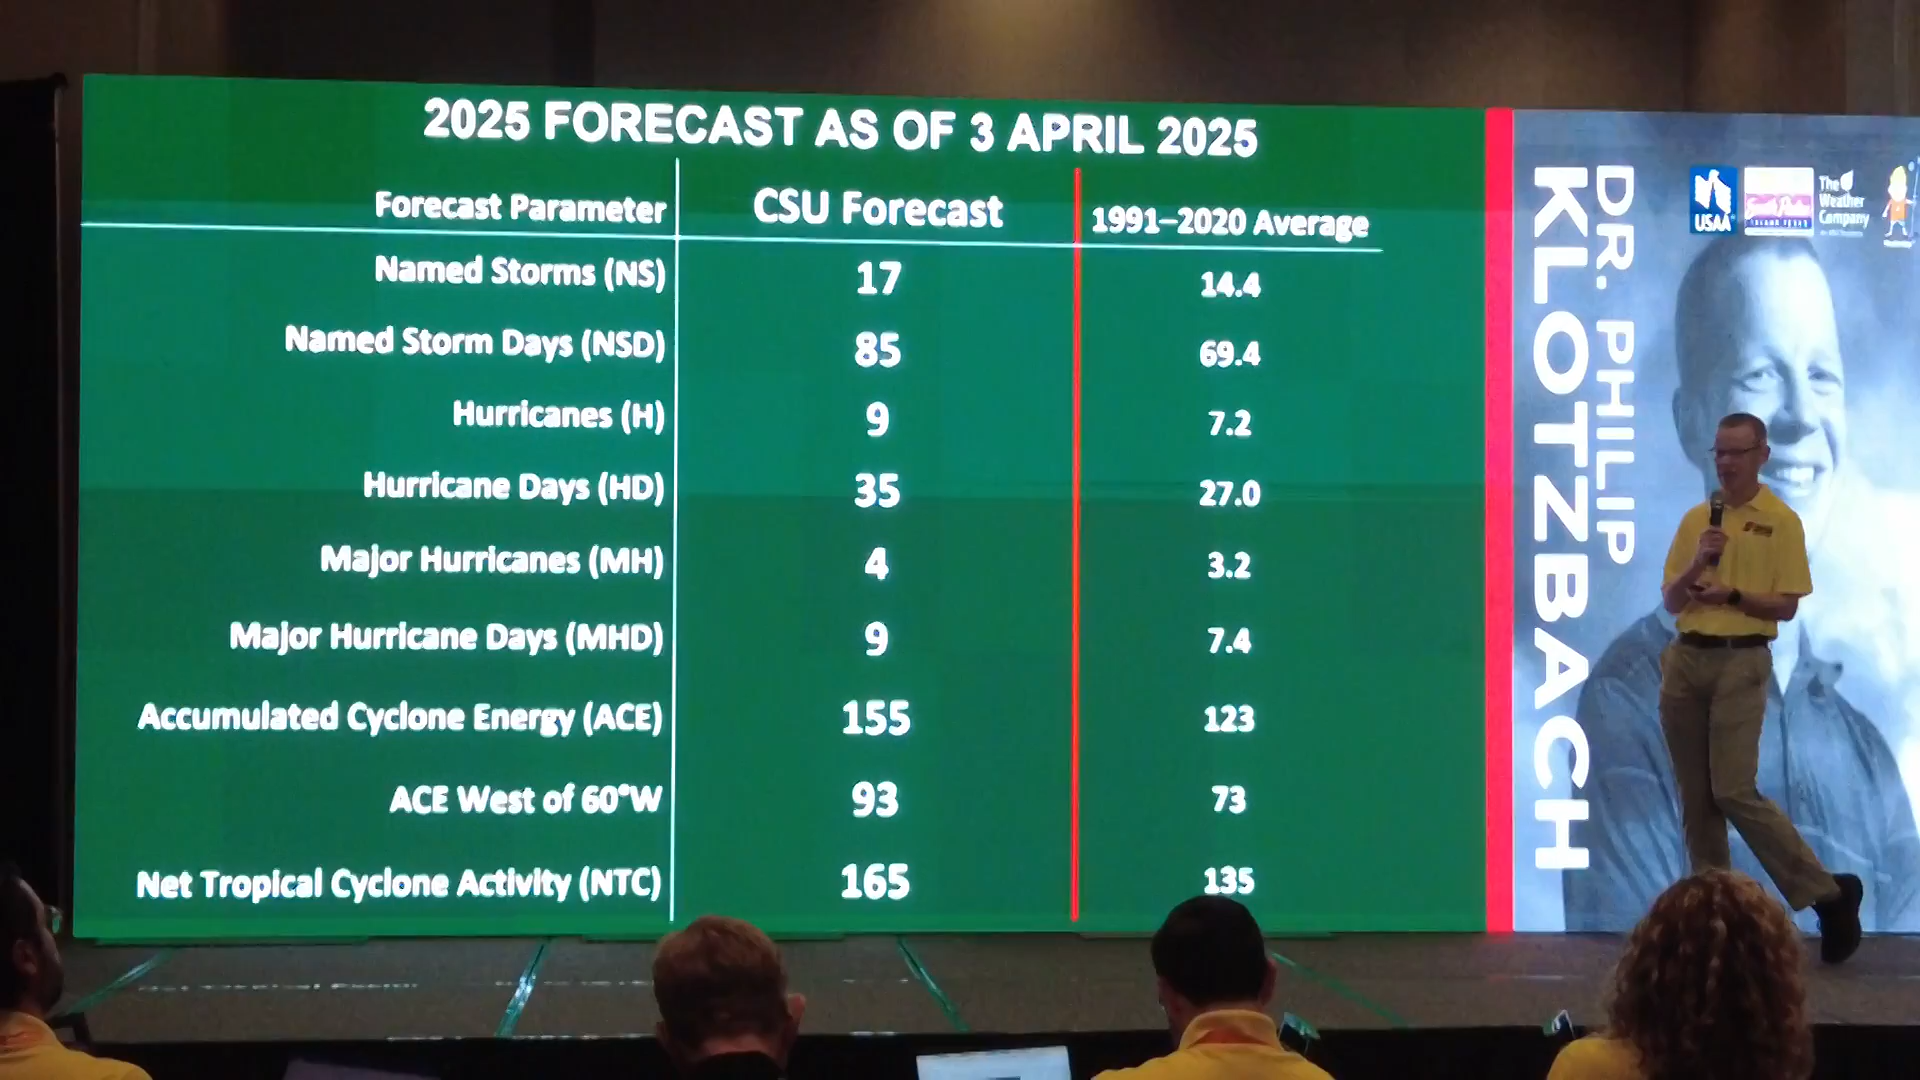 2025 FORECAST AS OF 3 APRIL 2025
Forecast Parameter CSU Forecast 1991–2020 Average
Named Storms (NS) 17 14.4
Named Storm Days (NSD) 85 69.4
Hurricanes (H) 9 7.2
Hurricane Days (HD) 35 27.0
Major Hurricanes (MH) 4 3.2
Major Hurricane Days (MHD) 9 7.4
Accumulated Cyclone Energy (ACE) 155 123
ACE West of 60°W 93 73
Net Tropical Cyclone Activity (NTC) 165 135
DR. PHILIP
KLOTZBACH
USAA
South Padre
ISLAND TEXAS
The
Weather
Company